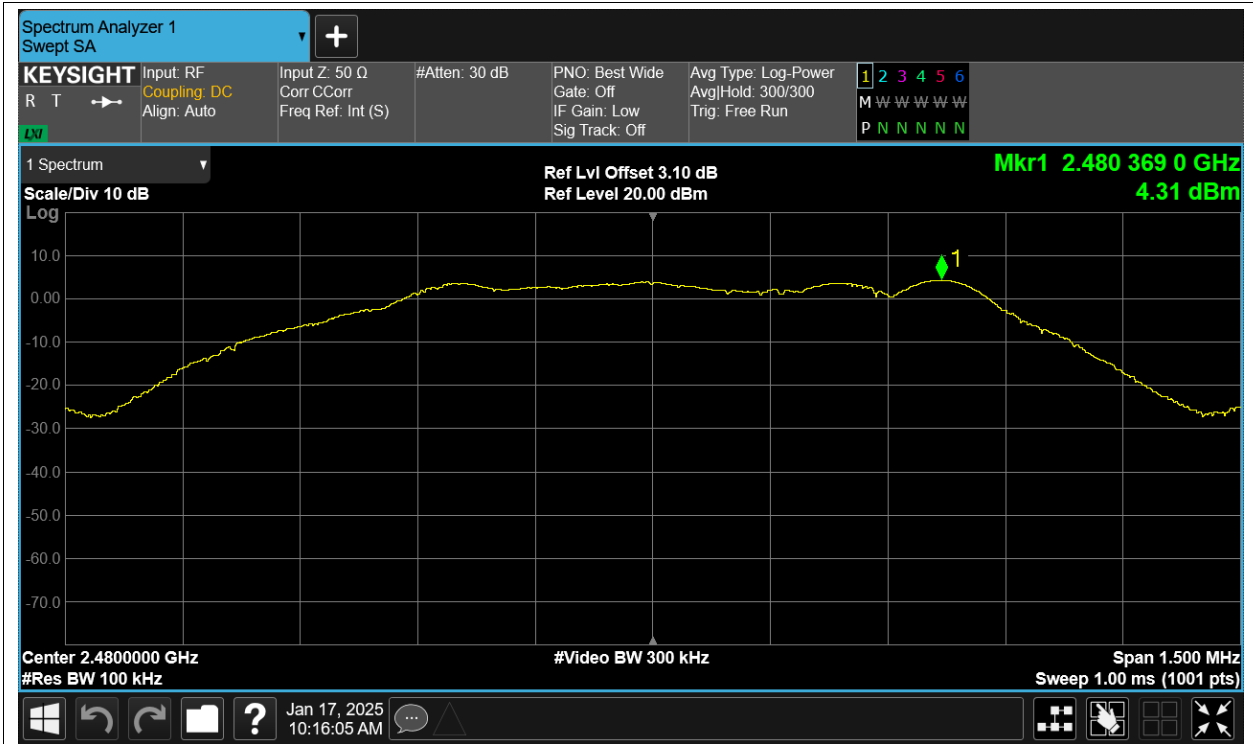 Spectrum Analyzer 1
Swept SA
+
KEYSIGHT
R T
LXI
Input: RF
Coupling: DC
Align: Auto
Input Z: 50 Ω
Corr CCorr
Freq Ref: Int (S)
#Atten: 30 dB
PNO: Best Wide
Gate: Off
IF Gain: Low
Sig Track: Off
Avg Type: Log-Power
Avg|Hold: 300/300
Trig: Free Run
1 2 3 4 5 6
M W W W W W
P N N N N N
1 Spectrum
Scale/Div 10 dB
Log
Ref Lvl Offset 3.10 dB
Ref Level 20.00 dBm
Mkr1 2.480 369 0 GHz
4.31 dBm
1
10.0
0.00
-10.0
-20.0
-30.0
-40.0
-50.0
-60.0
-70.0
Center 2.4800000 GHz
#Res BW 100 kHz
#Video BW 300 kHz
Span 1.500 MHz
Sweep 1.00 ms (1001 pts)
?
Jan 17, 2025
10:16:05 AM